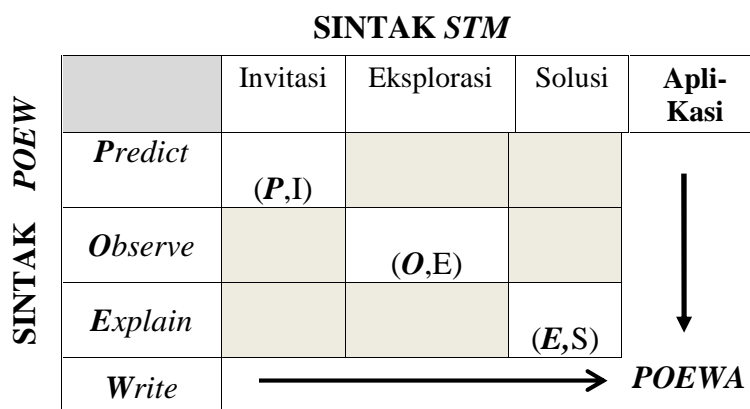 SINTAK STM
SINTAK POEW
Invitasi Eksplorasi Solusi Apli-
Kasi
Predict
(P,I)
Observe
(O,E)
Explain
(E,S)
Write POEWA